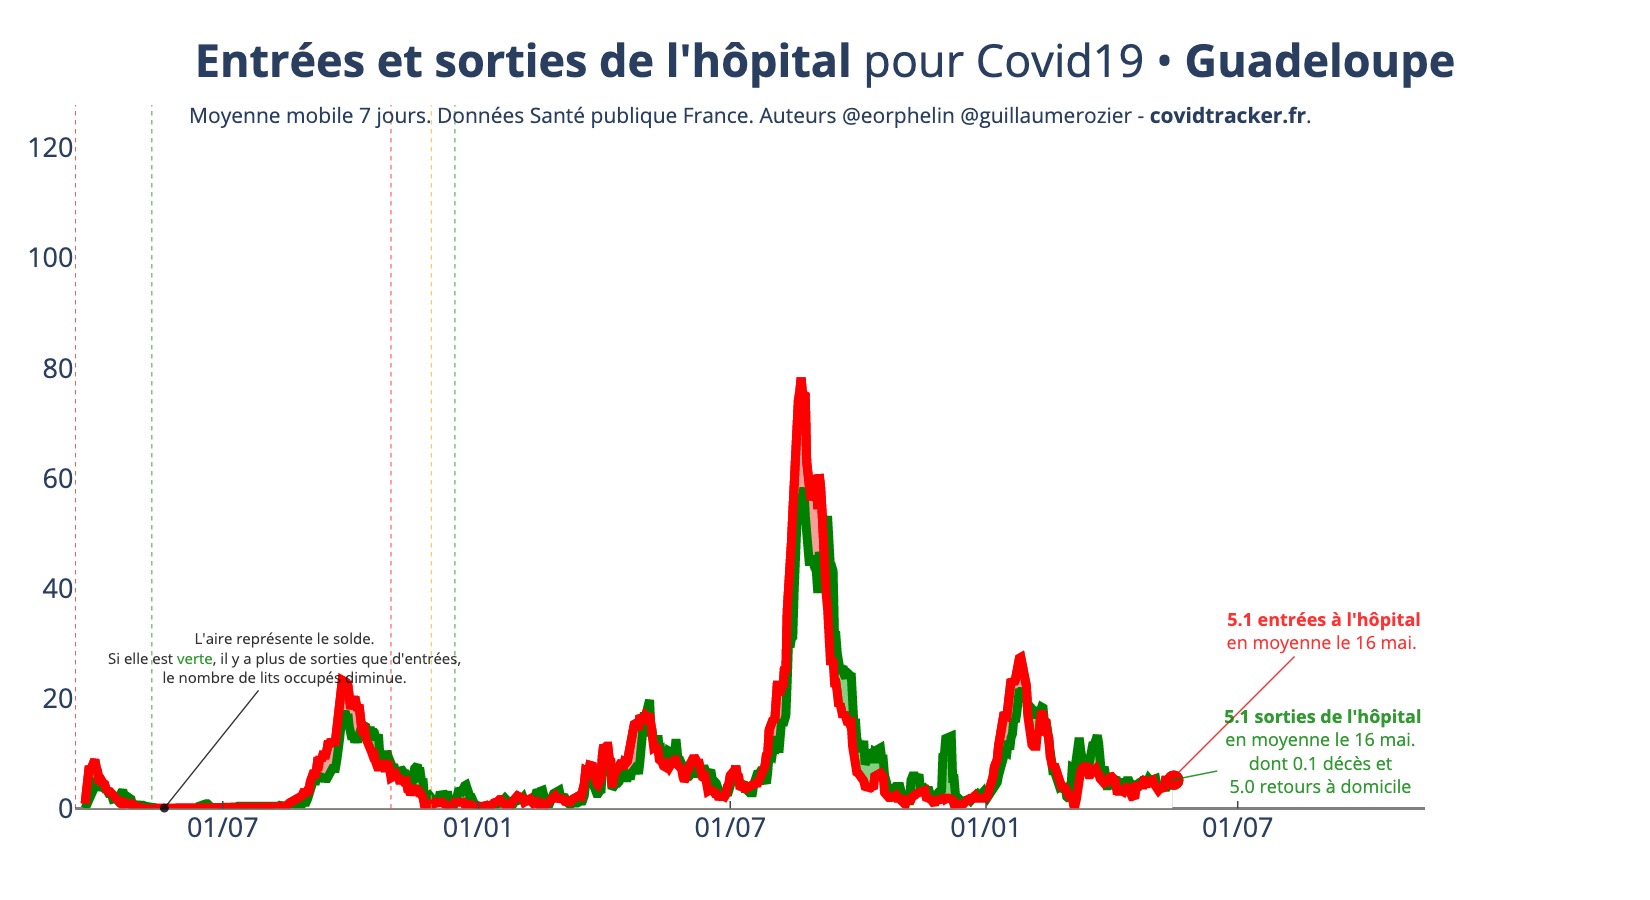 Entrées et sorties de l'hôpital pour Covid19 • Guadeloupe
Moyenne mobile 7 jours. Données Santé publique France. Auteurs @eorphelin @guillaumerozier - covidtracker.fr.
120
100
80
60
40
20
0
L'aire représente le solde.
Si elle est verte, il y a plus de sorties que d'entrées,
le nombre de lits occupés diminue.
5.1 entrées à l'hôpital
en moyenne le 16 mai.
5.1 sorties de l'hôpital
en moyenne le 16 mai.
dont 0.1 décès et
5.0 retours à domicile
01/07
01/01
01/07
01/01
01/07